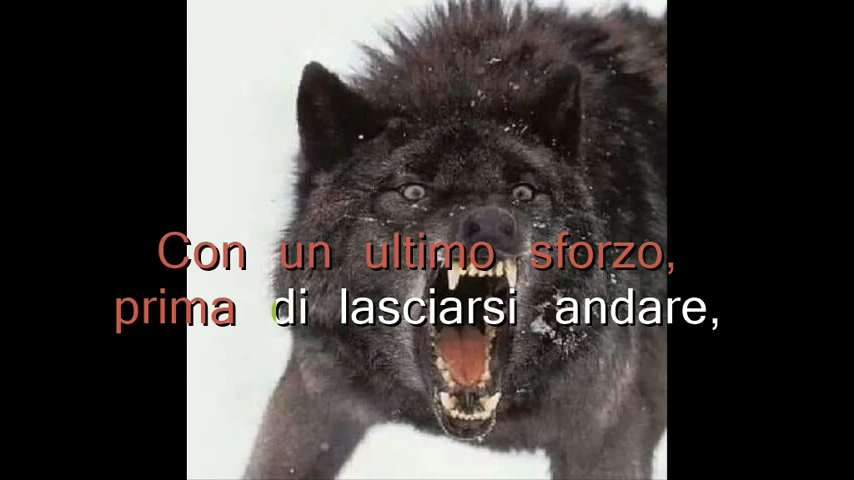 Con un ultimo sforzo,
prima di lasciarsi andare,